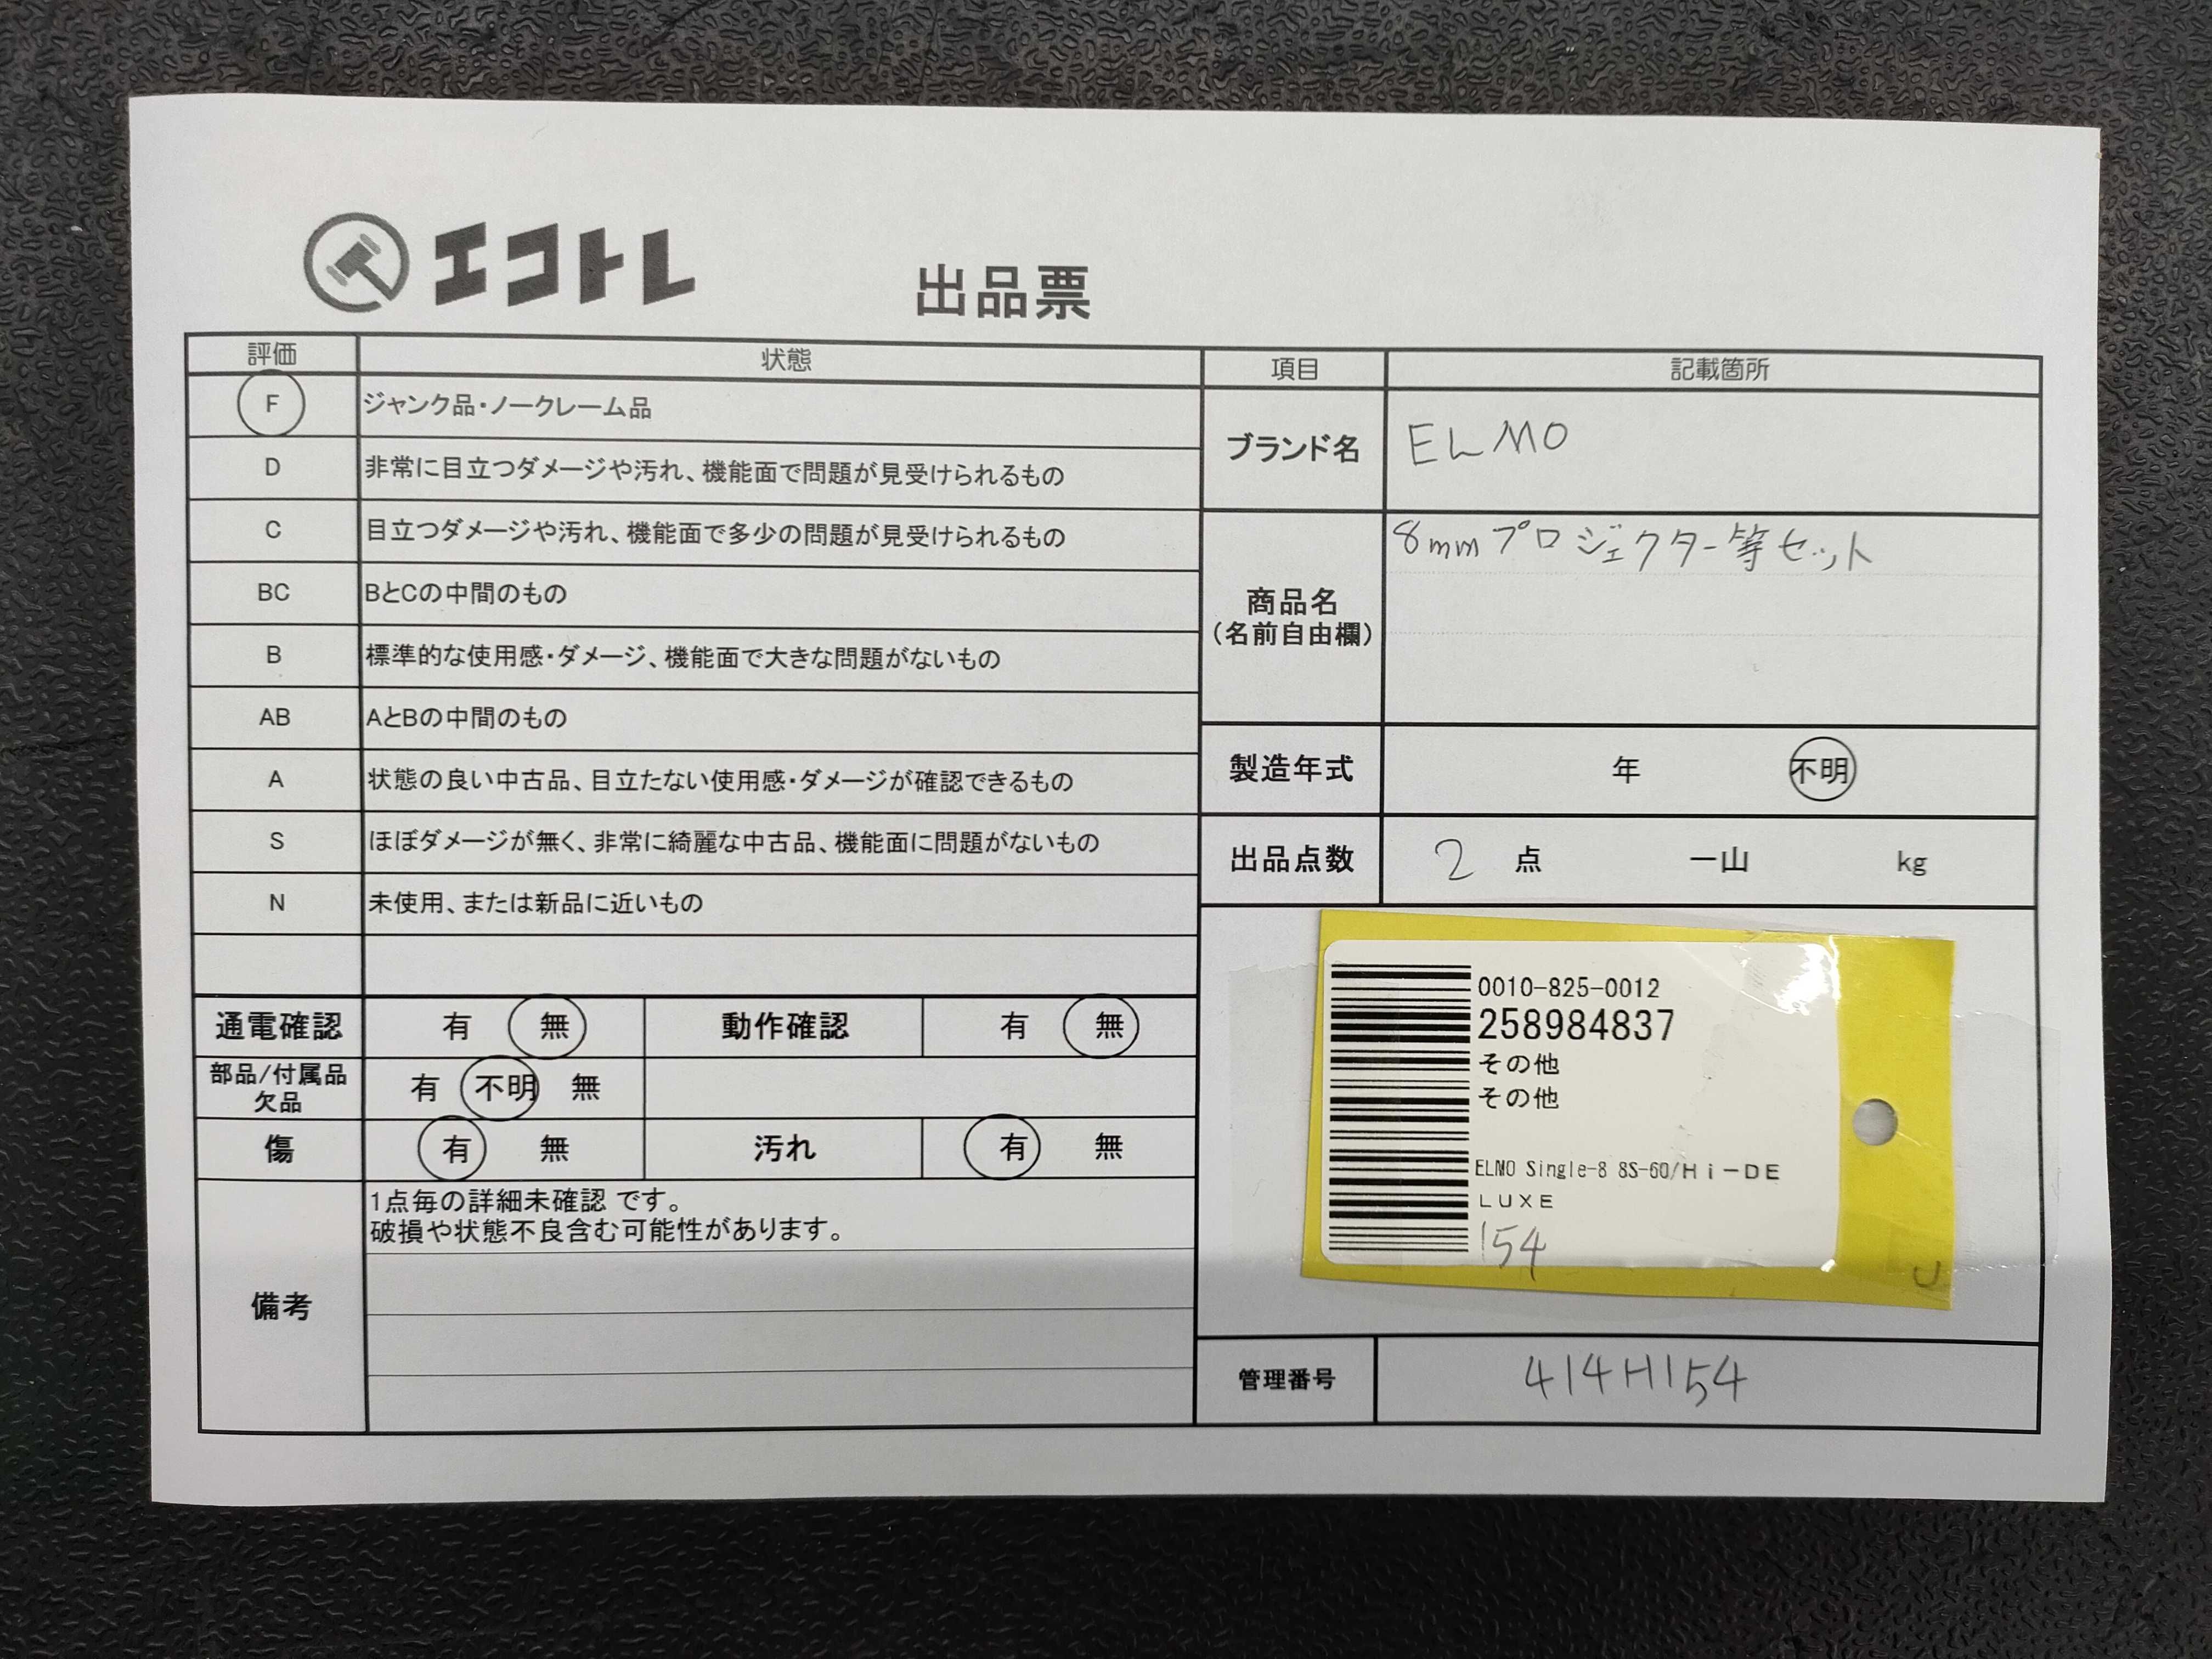 エコトレ
出品票
評価 状態
F ジャンク品・ノークレーム品
D 非常に目立つダメージや汚れ、機能面で問題が見受けられるもの
C 目立つダメージや汚れ、機能面で多少の問題が見受けられるもの
BC BとCの中間のもの
B 標準的な使用感・ダメージ、機能面で大きな問題がないもの
AB AとBの中間のもの
A 状態の良い中古品、目立たない使用感・ダメージが確認できるもの
S ほぼダメージが無く、非常に綺麗な中古品、機能面に問題がないもの
N 未使用、または新品に近いもの
通電確認 有 無 動作確認 有 無
部品/付属品
欠品 有 不明 無
傷 有 無 汚れ 有 無
備考
1点毎の詳細未確認 です。
破損や状態不良含む可能性があります。
項目 記載箇所
ブランド名 ELMO
商品名
(名前自由欄)
8mmプロジェクター等セット
製造年式 年 不明
出品点数 2 点 一山 kg
0010-825-0012
258984837
その他
その他
ELMO Single-8 8S-60/Hi-DE
LUXE
154
J
管理番号 414H154